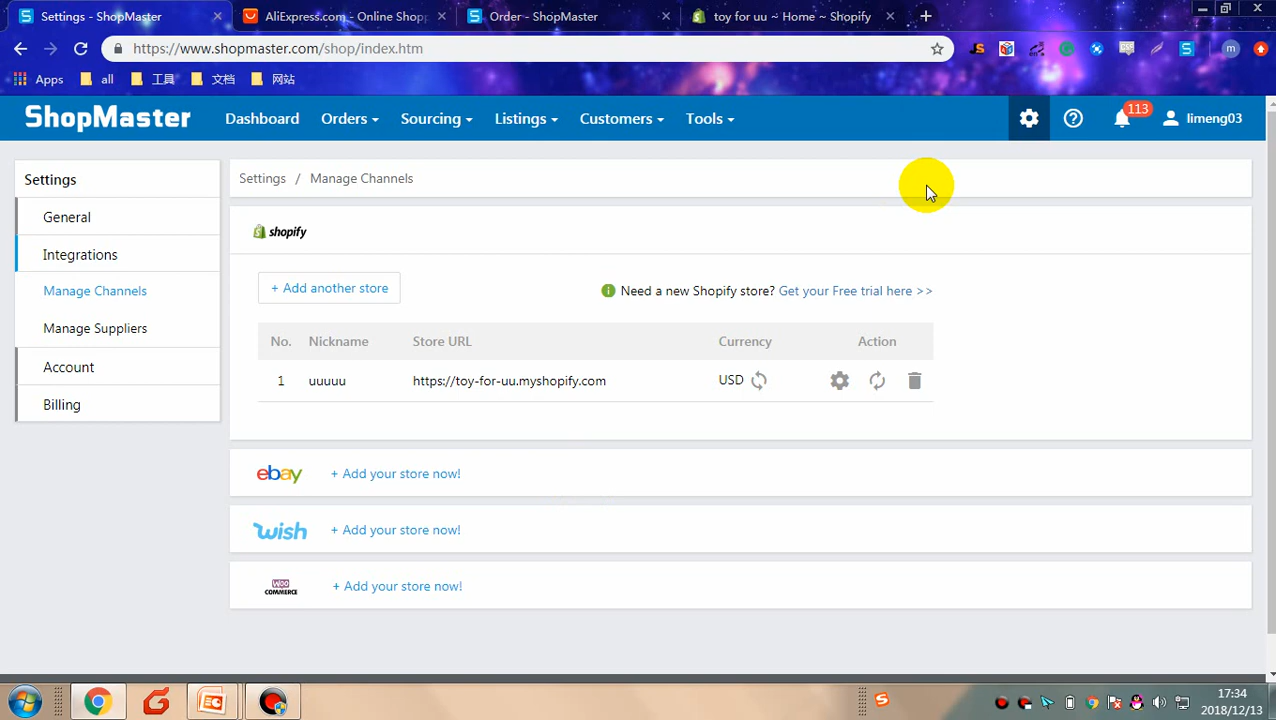 Settings - ShopMaster
AliExpress.com - Online Shopp
Order - ShopMaster
toy for uu ~ Home ~ Shopify
https://www.shopmaster.com/shop/index.htm
Apps
all
工具
文档
网站
ShopMaster
Dashboard
Orders
Sourcing
Listings
Customers
Tools
113
limeng03
Settings
General
Integrations
Manage Channels
Manage Suppliers
Account
Billing
Settings / Manage Channels
shopify
+ Add another store
Need a new Shopify store? Get your Free trial here >>
No. Nickname Store URL Currency Action
1 uuuuu https://toy-for-uu.myshopify.com USD
ebay + Add your store now!
wish + Add your store now!
WOO COMMERCE + Add your store now!
17:34
2018/12/13